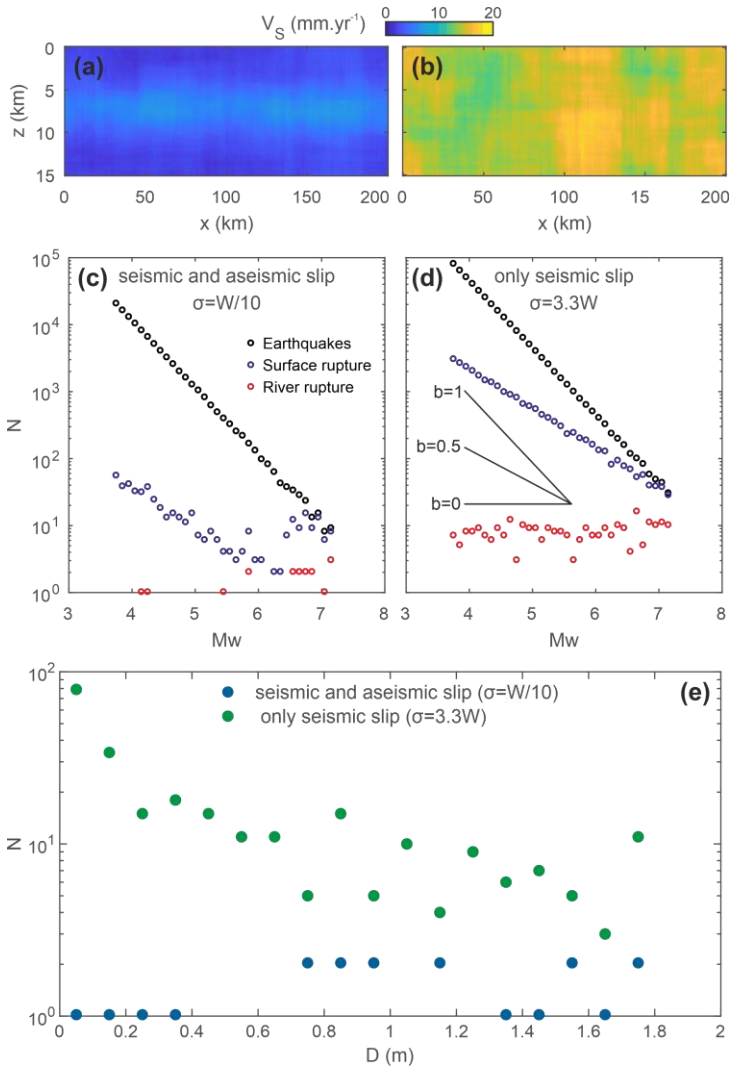 V_S (mm.yr⁻¹)
0 10 20
(a) (b)
0
5
10
15
z (km)
0 50 100 150 200 0 50 100 150 200
x (km) x (km)
(c) seismic and aseismic slip
σ=W/10
(d) only seismic slip
σ=3.3W
Earthquakes
Surface rupture
River rupture
b=1
b=0.5
b=0
10⁵
10⁴
10³
10²
10¹
10⁰
N
3 4 5 6 7 8 3 4 5 6 7 8
Mw Mw
(e)
seismic and aseismic slip (σ=W/10)
only seismic slip (σ=3.3W)
10²
10¹
10⁰
N
0 0.2 0.4 0.6 0.8 1 1.2 1.4 1.6 1.8 2
D (m)